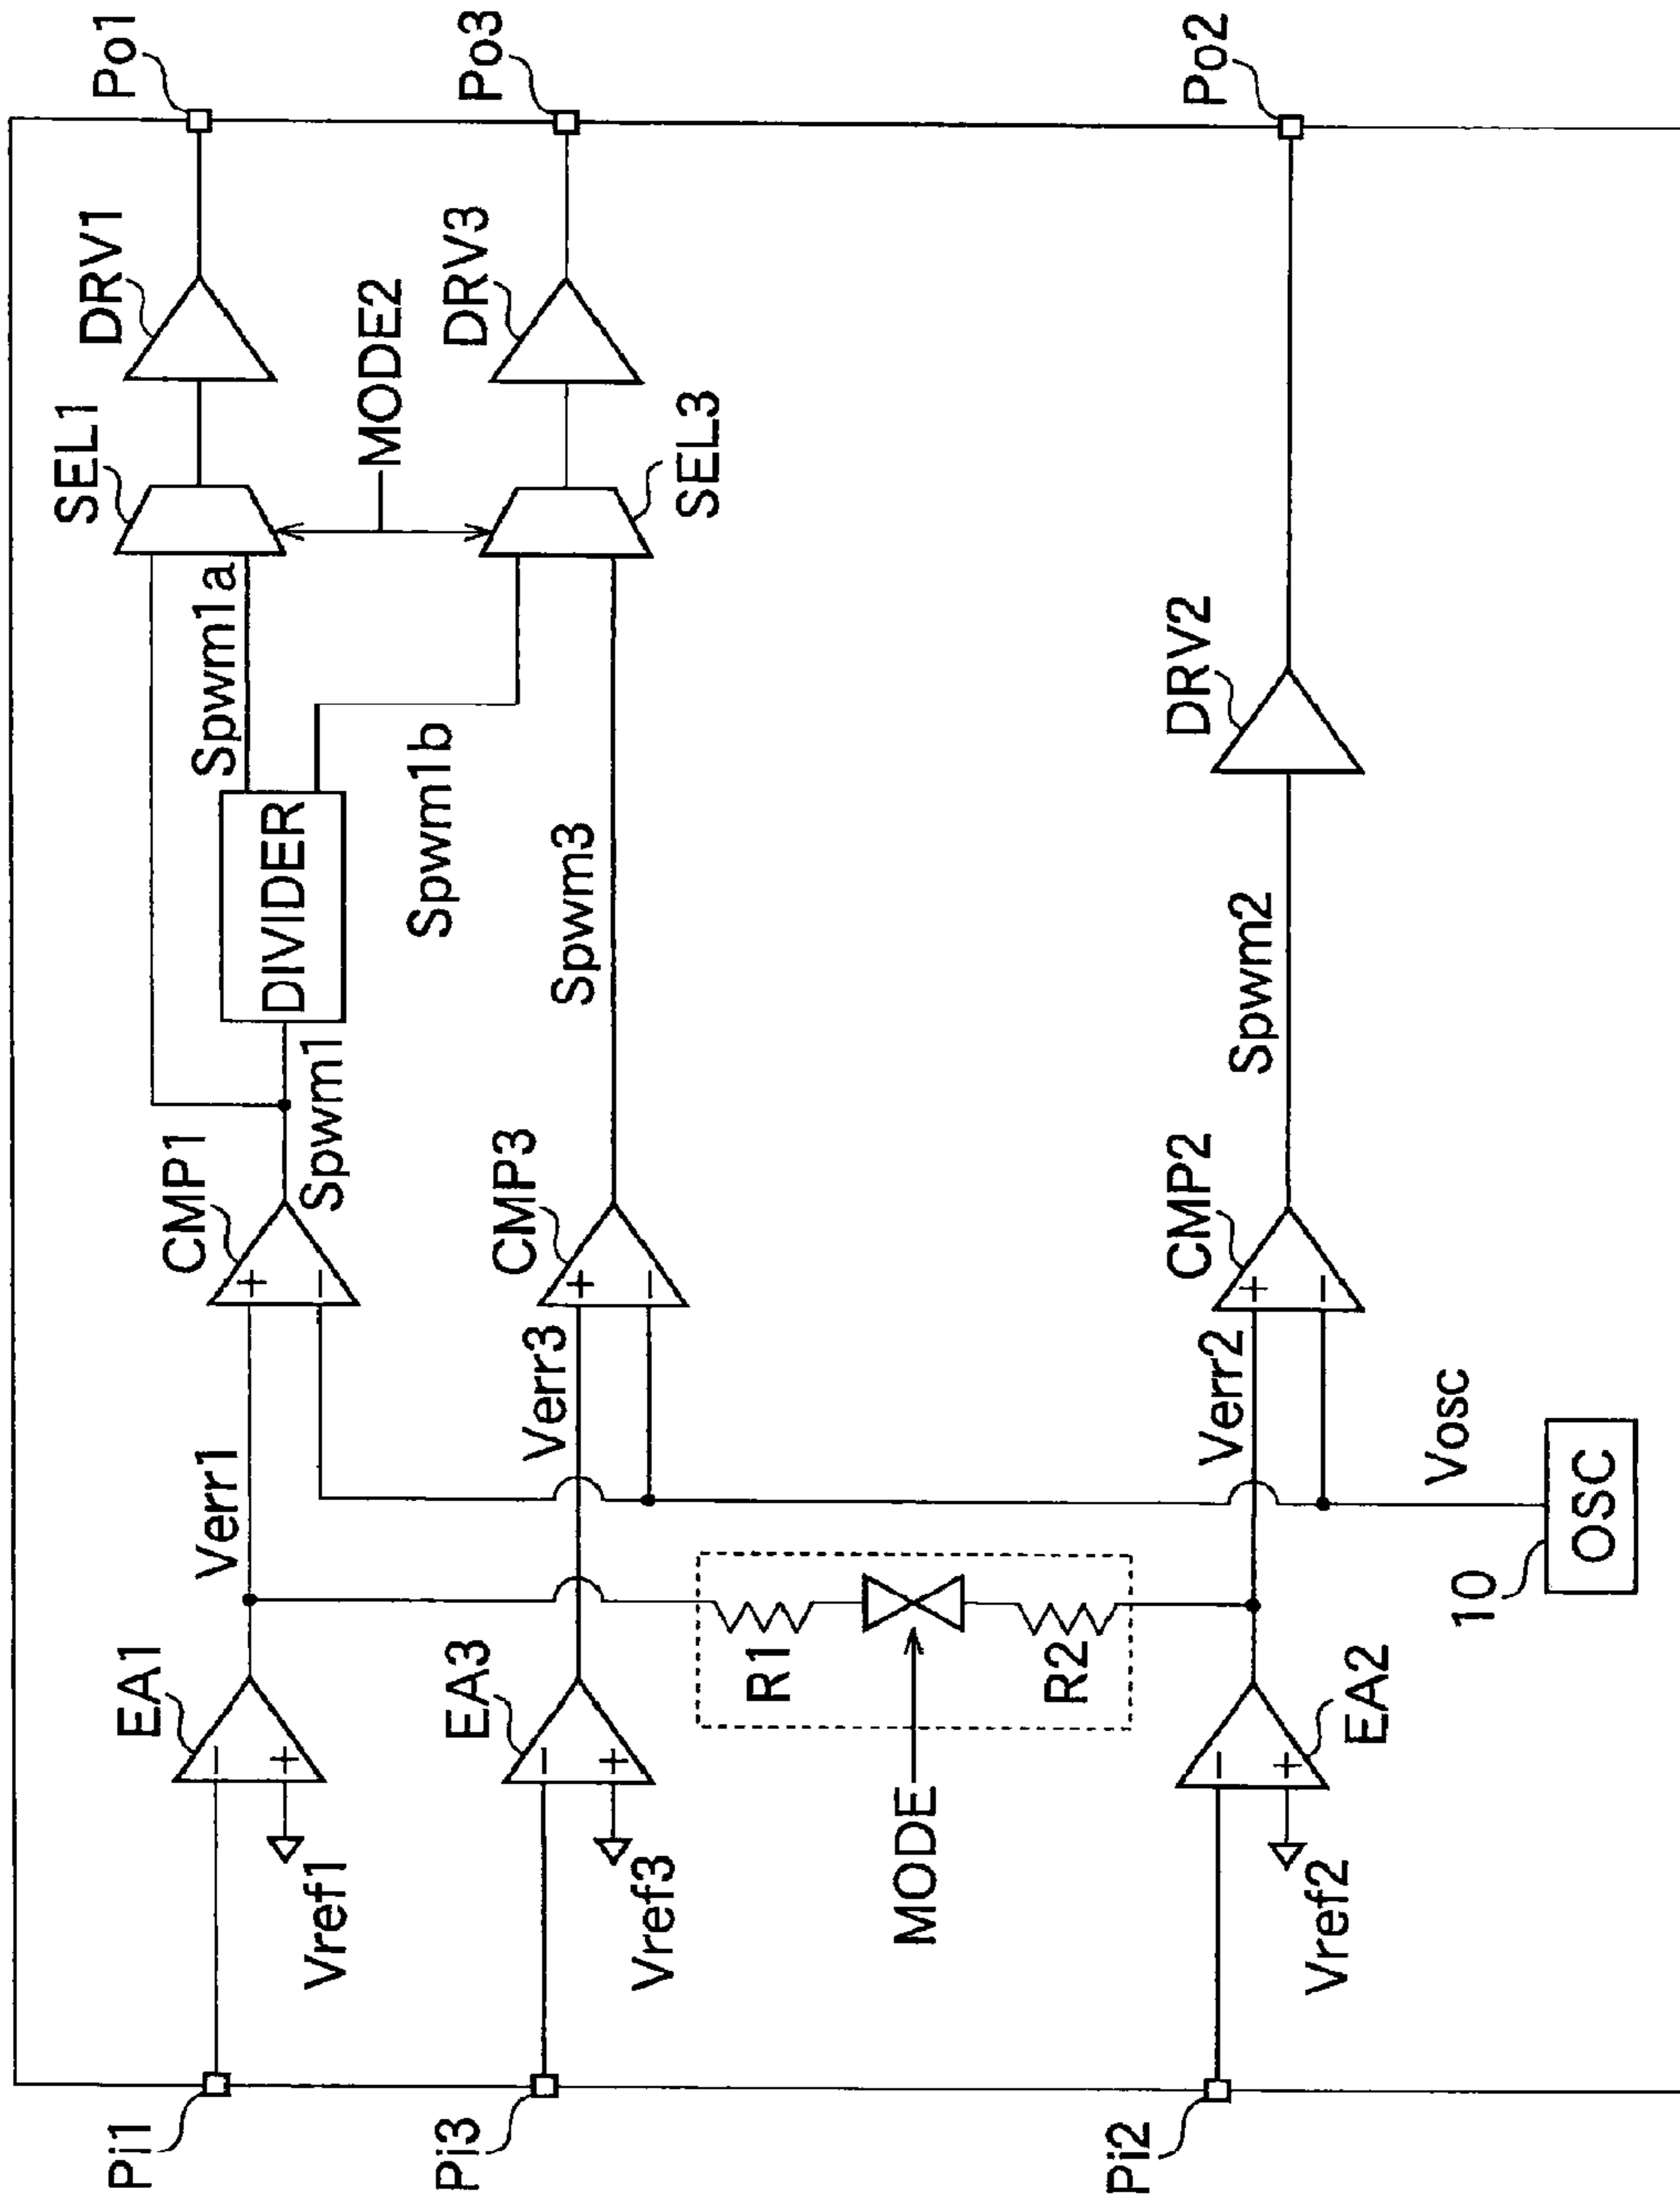 Pi1
EA1
Vref1
Verr1
CMP1
Spwm1
DIVIDER
Spwm1a
Spwm1b
SEL1
DRV1
Po1
MODE2
Pi3
EA3
Vref3
Verr3
CMP3
Spwm3
SEL3
DRV3
Po3
R1
MODE
R2
Pi2
EA2
Vref2
Verr2
CMP2
Spwm2
DRV2
Po2
Vosc
10
OSC